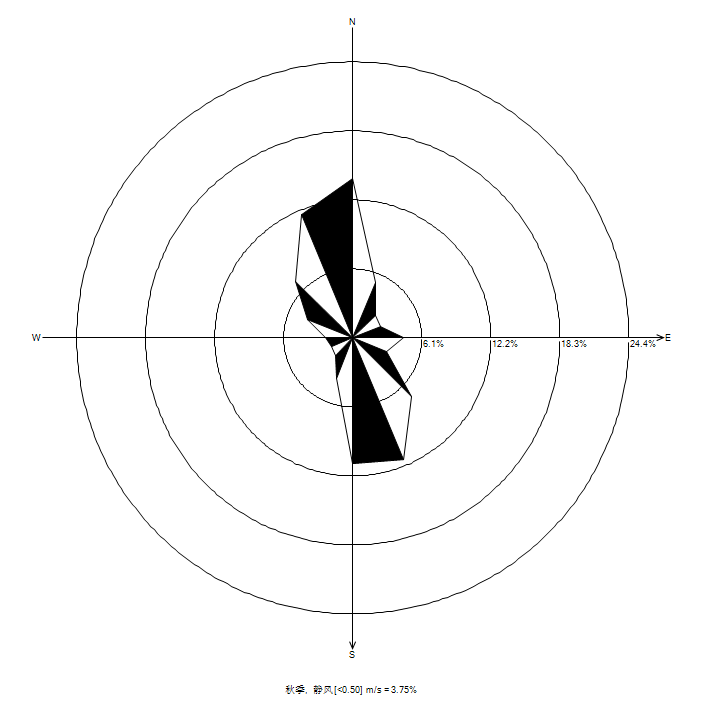 N
W
E
6.1%
12.2%
18.3%
24.4%
S
秋季, 静风[<0.50] m/s = 3.75%